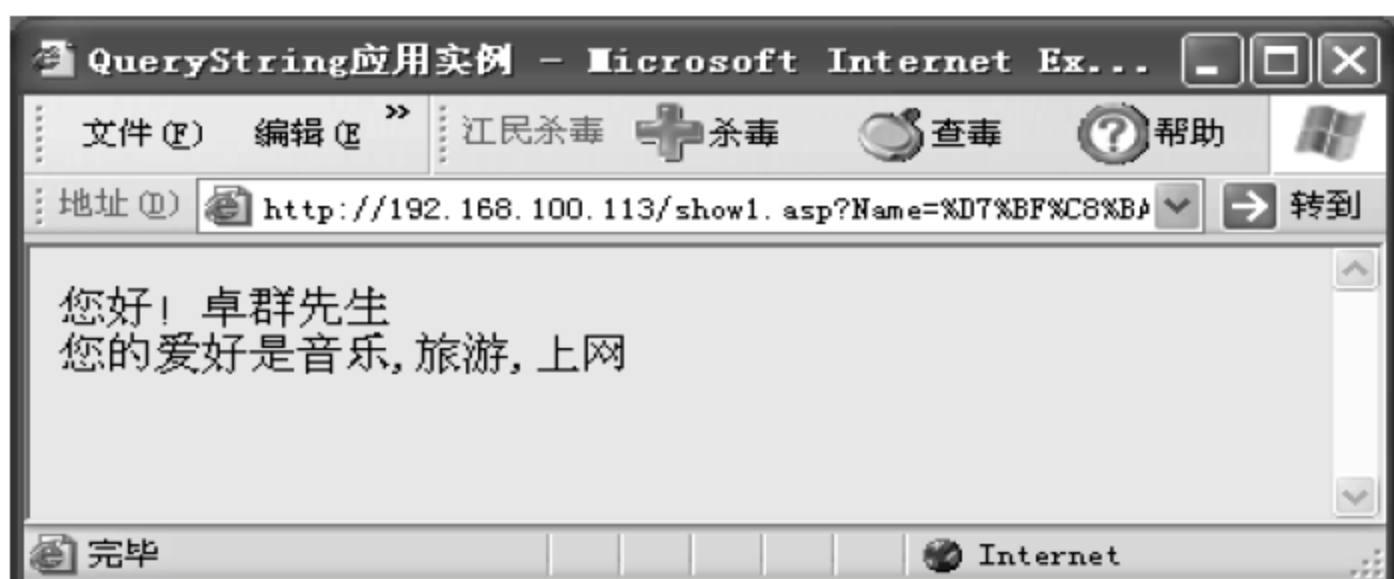 QueryString应用实例 - Microsoft Internet Ex...
文件(F) 编辑(E » 江民杀毒 杀毒 查毒 帮助
地址(D) http://192.168.100.113/show1.asp?Name=%D7%BF%C8%BA 转到
您好! 卓群先生
您的爱好是音乐,旅游,上网
完毕 Internet